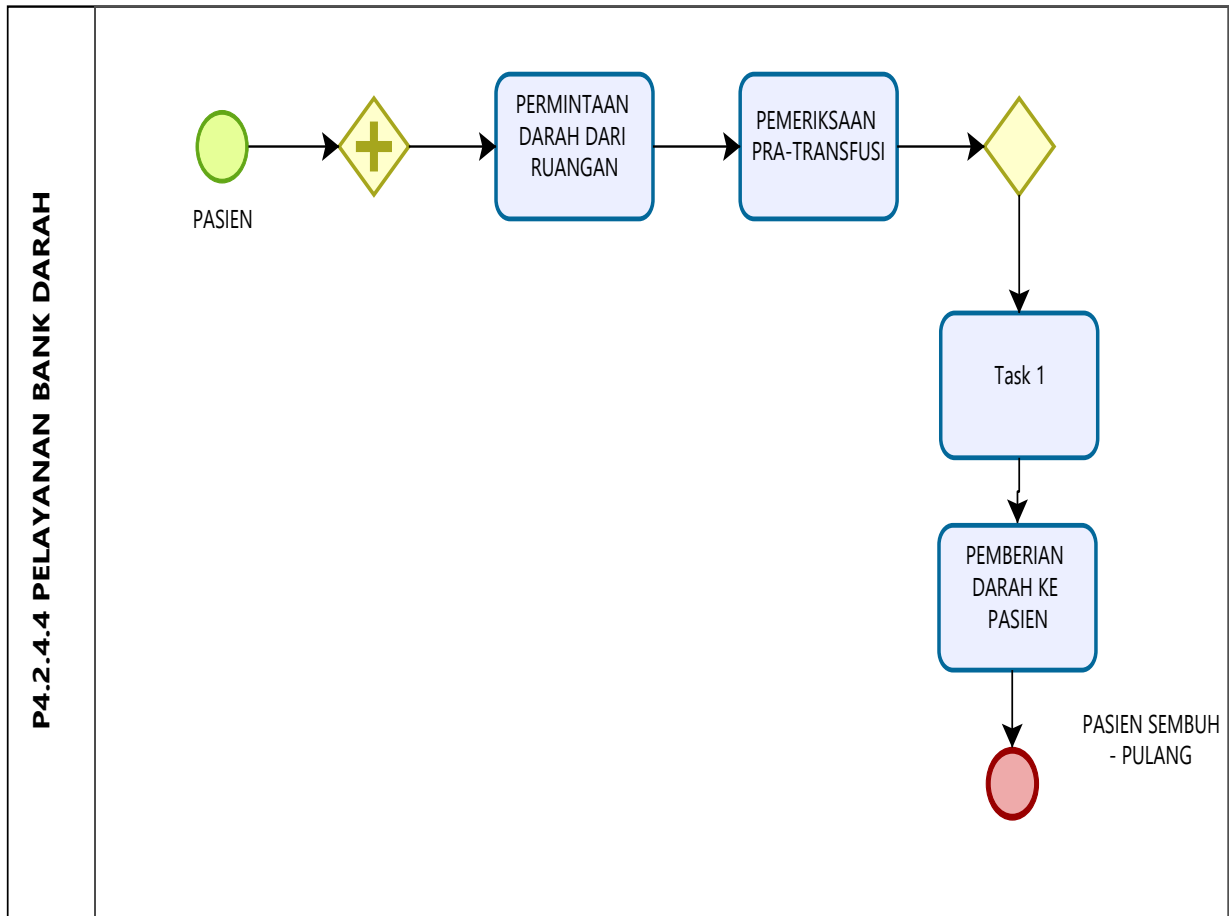 P4.2.4.4 PELAYANAN BANK DARAH
PASIEN
PERMINTAAN
DARAH DARI
RUANGAN
PEMERIKSAAN
PRA-TRANSFUSI
Task 1
PEMBERIAN
DARAH KE
PASIEN
PASIEN SEMBUH
- PULANG